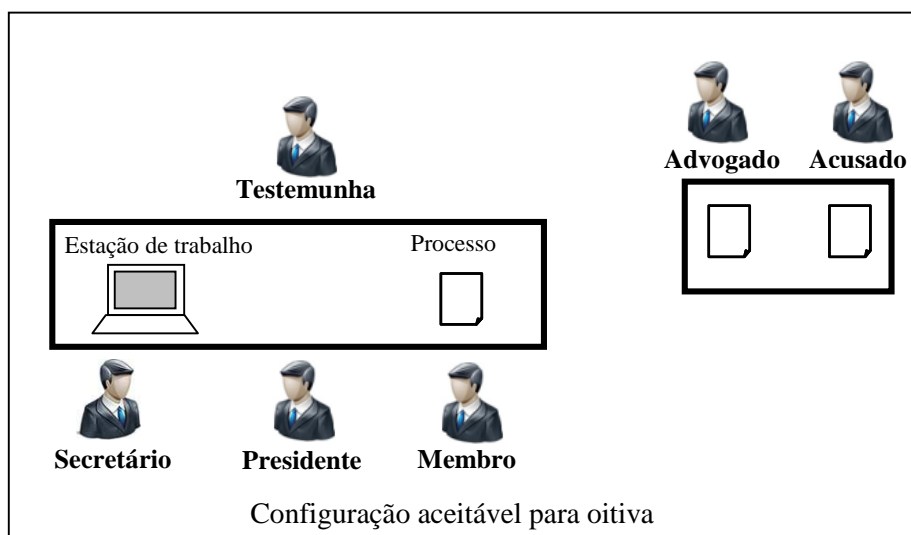 Advogado Acusado
Testemunha
Estação de trabalho Processo
Secretário Presidente Membro
Configuração aceitável para oitiva